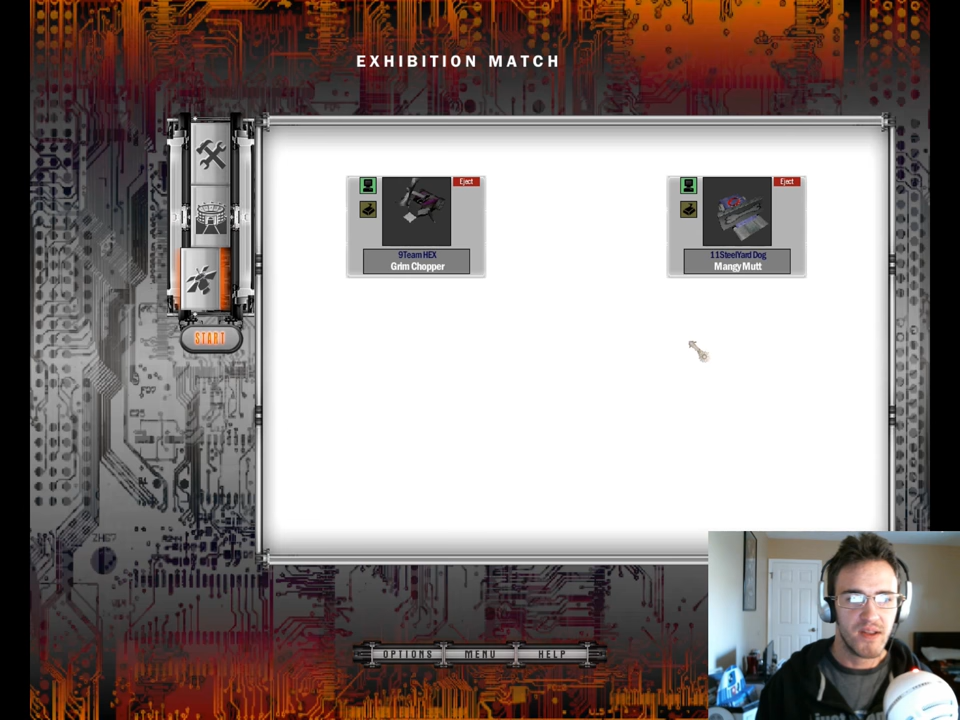 EXHIBITION MATCH
Eject
9Team HEX
Grim Chopper
Eject
11SteelYard Dog
Mangy Mutt
START
OPTIONS
MENU
HELP